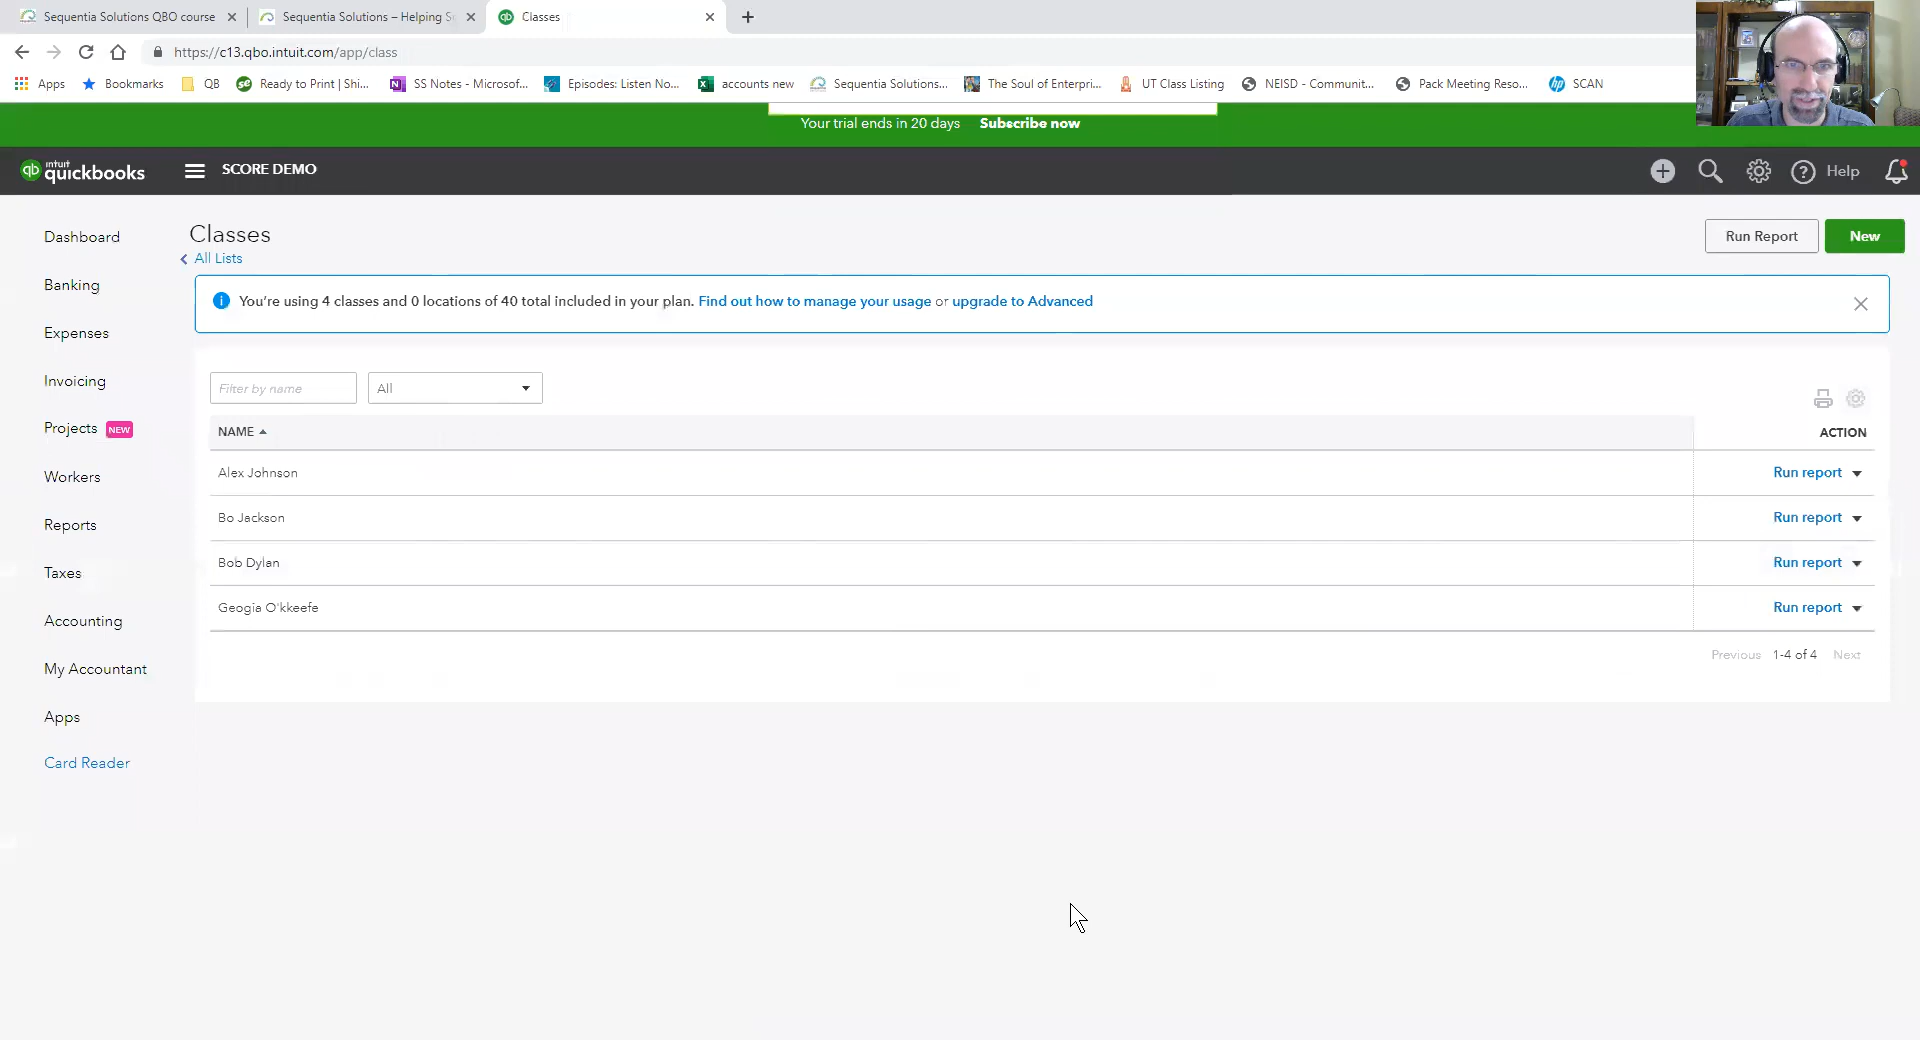 Sequentia Solutions QBO course
Sequentia Solutions – Helping S
Classes
https://c13.qbo.intuit.com/app/class
Apps
Bookmarks
QB
Ready to Print | Shi...
SS Notes - Microsof...
Episodes: Listen No...
accounts new
Sequentia Solutions...
The Soul of Enterpri...
UT Class Listing
NEISD - Communit...
Pack Meeting Reso...
SCAN
Your trial ends in 20 days Subscribe now
intuit quickbooks
SCORE DEMO
Help
Dashboard
Banking
Expenses
Invoicing
Projects NEW
Workers
Reports
Taxes
Accounting
My Accountant
Apps
Card Reader
Classes
All Lists
Run Report
New
You're using 4 classes and 0 locations of 40 total included in your plan. Find out how to manage your usage or upgrade to Advanced
Filter by name
All
NAME
ACTION
Alex Johnson
Run report
Bo Jackson
Run report
Bob Dylan
Run report
Geogia O'kkeefe
Run report
Previous 1-4 of 4 Next